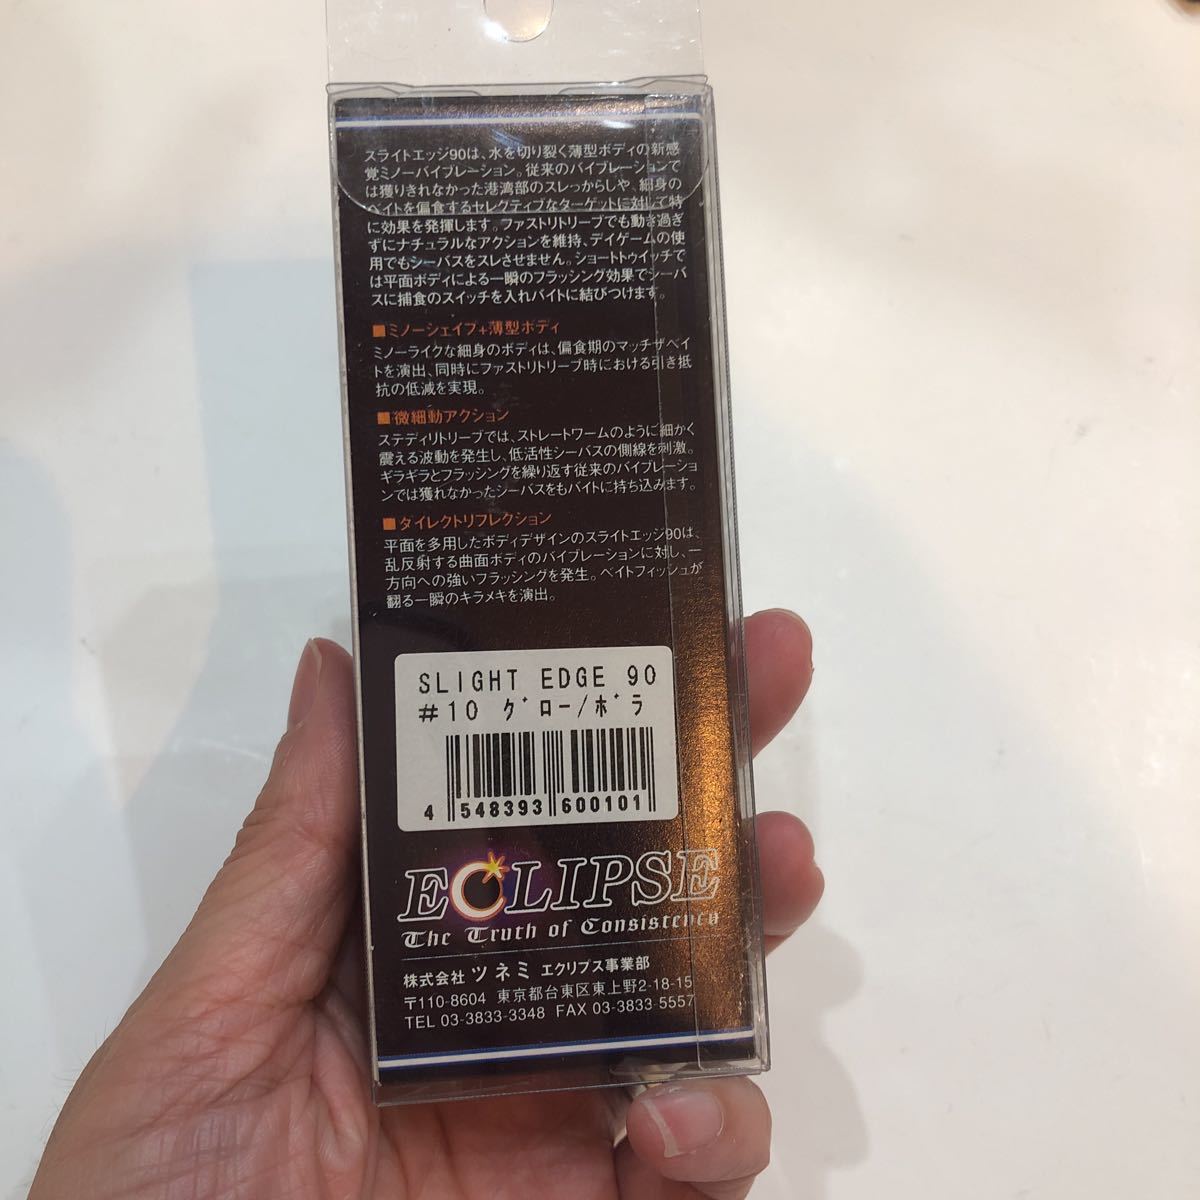 スライトエッジ90は、水を切り裂く薄型ボディの新感
覚ミノーバイブレーション。従来のバイブレーションで
は獲りきれなかった港湾部のスレっからしや、細身の
ベイトを偏食するセレクティブなターゲットに対して特
に効果を発揮します。ファストリトリーブでも動き過ぎ
ずにナチュラルなアクションを維持、デイゲームの使
用でもシーバスをスレさせません。ショートトゥイッチで
は平面ボディによる一瞬のフラッシング効果でシーバ
スに捕食のスイッチを入れバイトに結びつけます。
■ミノーシェイプ+薄型ボディ
ミノーライクな細身のボディは、偏食期のマッチザベイ
トを演出、同時にファストリトリーブ時における引き抵
抗の低減を実現。
■微細動アクション
ステディリトリーブでは、ストレートワームのように細かく
震える波動を発生し、低活性シーバスの側線を刺激。
ギラギラとフラッシングを繰り返す従来のバイブレーショ
ンでは獲れなかったシーバスをもバイトに持ち込みます。
■ダイレクトリフレクション
平面を多用したボディデザインのスライトエッジ90は、
乱反射する曲面ボディのバイブレーションに対し、一
方向への強いフラッシングを発生。ベイトフィッシュが
翻る一瞬のキラメキを演出。
SLIGHT EDGE 90
#10 ｸﾞﾛｰ/ﾎﾞﾗ
4 548393 600101
ECLIPSE
The Truth of Consistency
株式会社 ツネミ エクリプス事業部
〒110-8604 東京都台東区東上野2-18-15
TEL 03-3833-3348 FAX 03-3833-5557